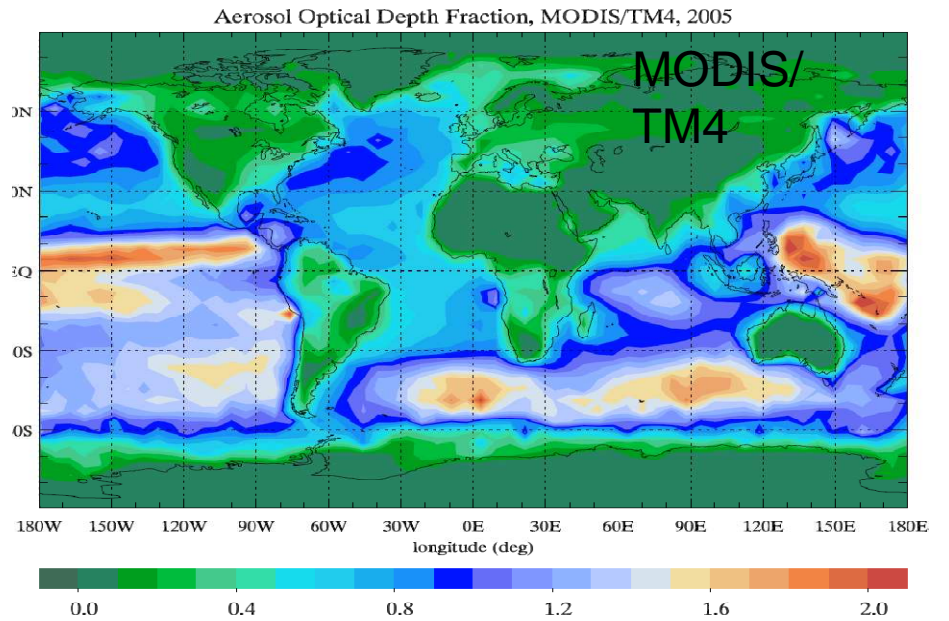 Aerosol Optical Depth Fraction, MODIS/TM4, 2005
MODIS/
TM4
0N
0N
EQ
0S
0S
180W 150W 120W 90W 60W 30W 0E 30E 60E 90E 120E 150E 180E
longitude (deg)
0.0 0.4 0.8 1.2 1.6 2.0